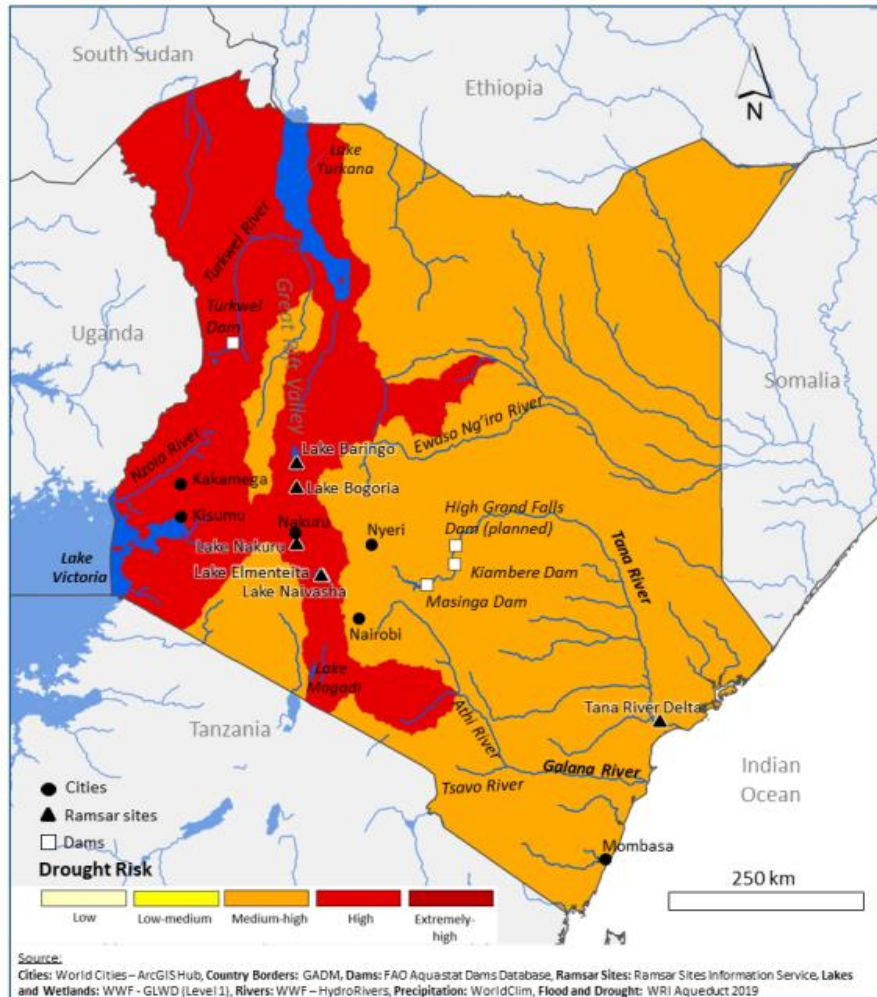 South Sudan
Ethiopia
N
Lake
Turkana
Turkwel River
Great Rift Valley
Turkwel
Dam
Uganda
Somalia
Ewaso Ng'iro River
Nzoia River
Lake Baringo
Kakamega
Lake Bogoria
High Grand Falls
Dam (planned)
Kisumu
Nakuru
Nyeri
Lake Nakuru
Tana River
Lake
Victoria
Lake Elmenteita
Kiambere Dam
Lake Naivasha
Masinga Dam
Nairobi
Lake
Magadi
Athi River
Tana River Delta
Tanzania
Galana River
Tsavo River
Indian
Ocean
Cities
Ramsar sites
Dams
Mombasa
Drought Risk
250 km
Low
Low-medium
Medium-high
High
Extremely-
high
Source:
Cities: World Cities – ArcGIS Hub, Country Borders: GADM, Dams: FAO Aquastat Dams Database, Ramsar Sites: Ramsar Sites Information Service, Lakes
and Wetlands: WWF - GLWD (Level 1), Rivers: WWF – HydroRivers, Precipitation: WorldClim, Flood and Drought: WRI Aqueduct 2019